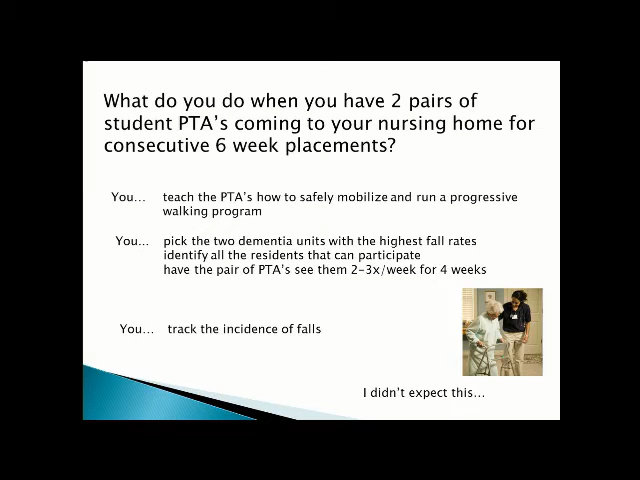 What do you do when you have 2 pairs of
student PTA's coming to your nursing home for
consecutive 6 week placements?
You... teach the PTA's how to safely mobilize and run a progressive
walking program
You... pick the two dementia units with the highest fall rates
identify all the residents that can participate
have the pair of PTA's see them 2-3x/week for 4 weeks
You... track the incidence of falls
I didn't expect this...